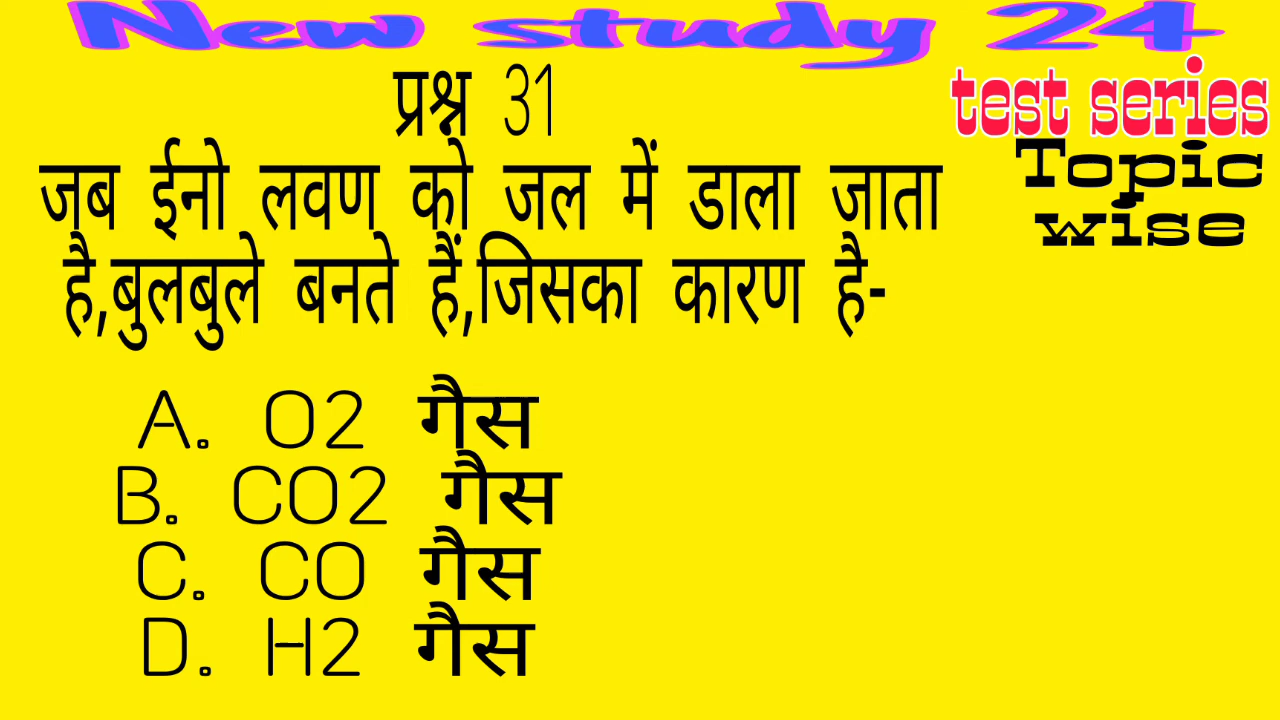 New study 24
test series
Topic
wise
प्रश्न 31
जब ईनो लवण को जल में डाला जाता
है,बुलबुले बनते हैं,जिसका कारण है-
A. O2 गैस
B. CO2 गैस
C. CO गैस
D. H2 गैस